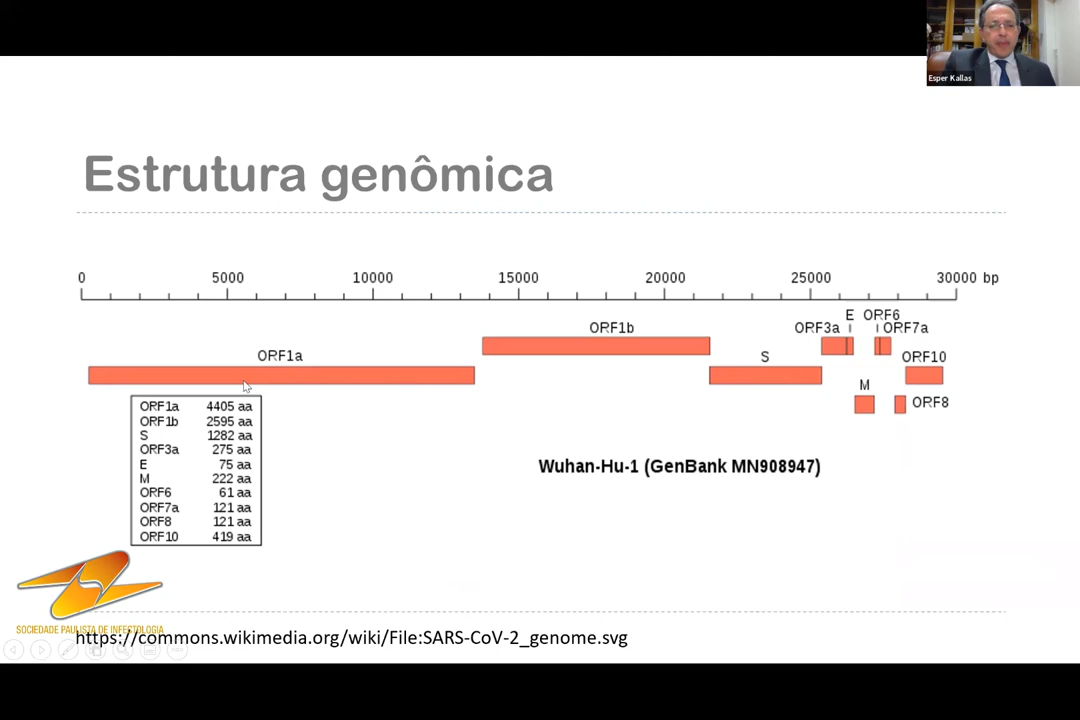 Esper Kallas
Estrutura genômica
0 5000 10000 15000 20000 25000 30000 bp
E ORF6
ORF1b ORF3a ORF7a
ORF1a S ORF10
M
ORF8
ORF1a 4405 aa
ORF1b 2595 aa
S 1282 aa
ORF3a 275 aa
E 75 aa
M 222 aa
ORF6 61 aa
ORF7a 121 aa
ORF8 121 aa
ORF10 419 aa
Wuhan-Hu-1 (GenBank MN908947)
SOCIEDADE PAULISTA DE INFECTOLOGIA
https://commons.wikimedia.org/wiki/File:SARS-CoV-2_genome.svg